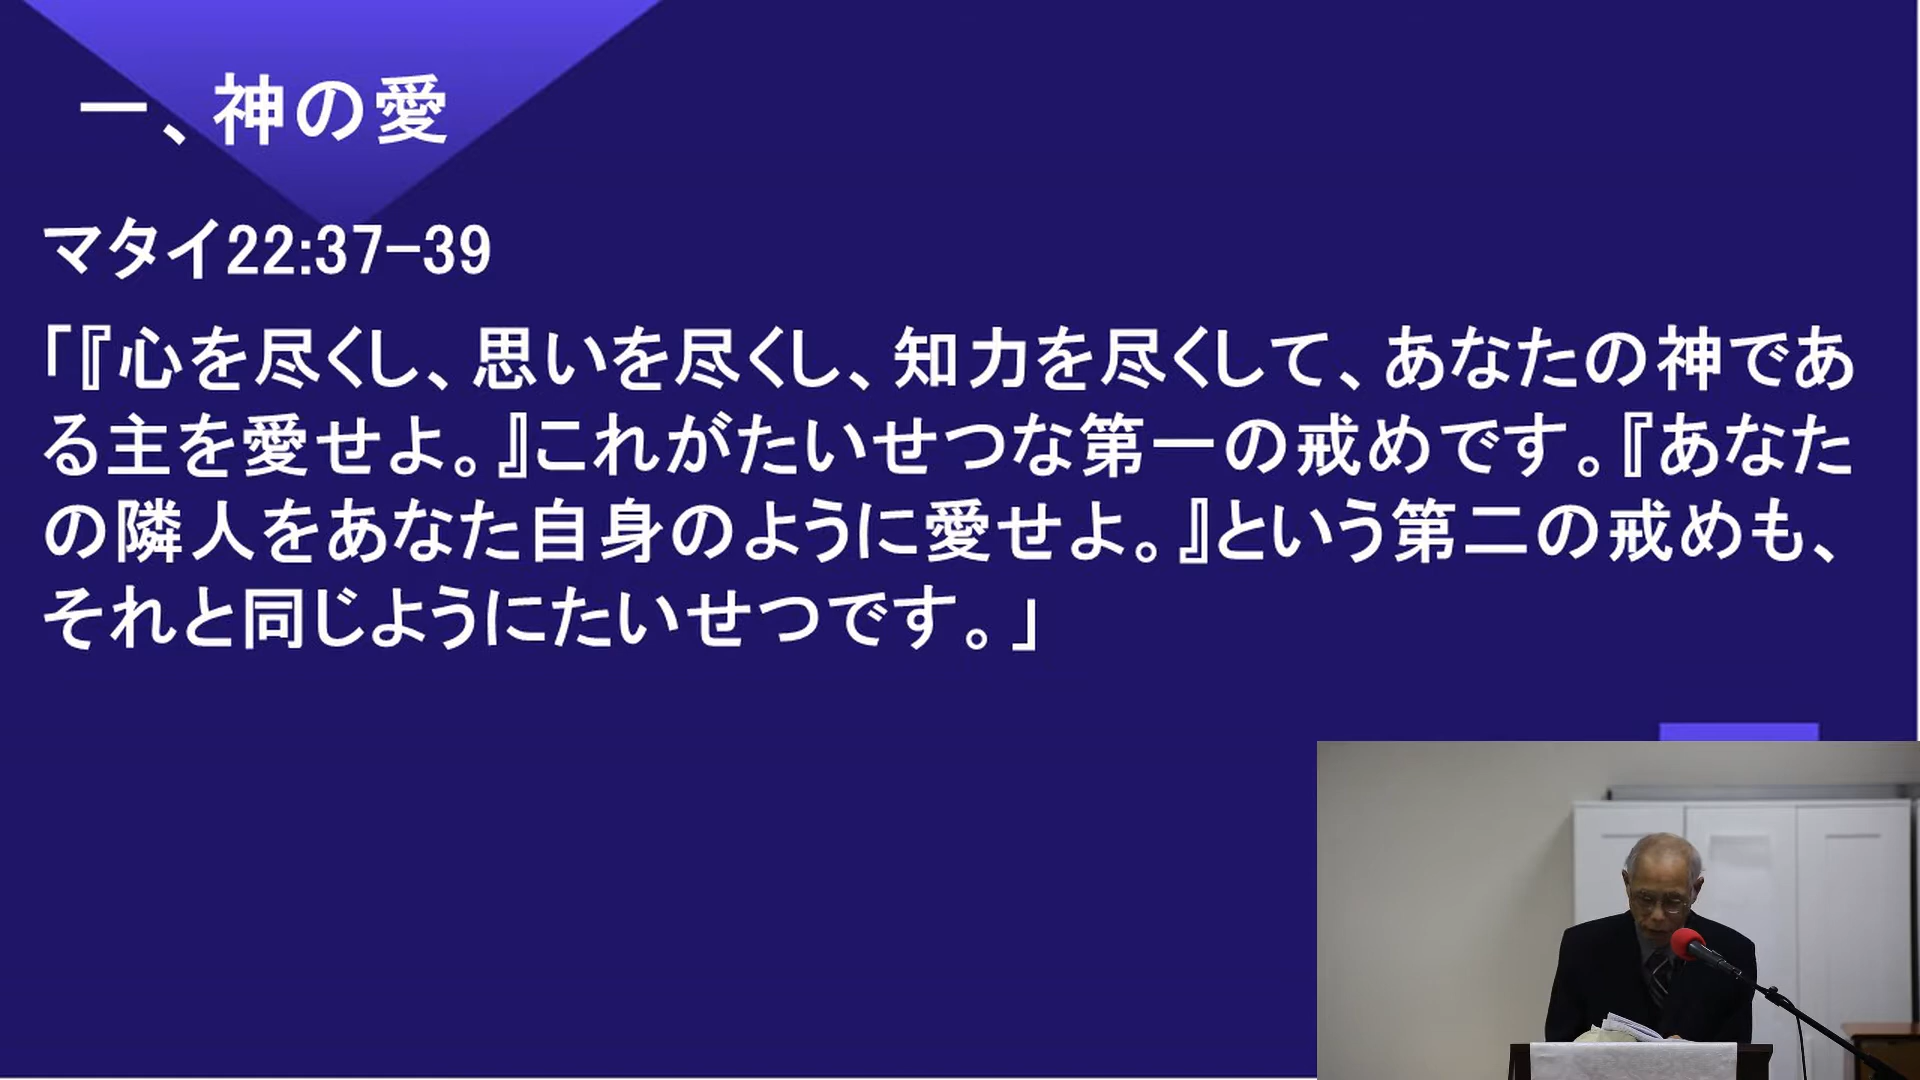 一、神の愛
マタイ22:37-39
「『心を尽くし、思いを尽くし、知力を尽くして、あなたの神であ
る主を愛せよ。』これがたいせつな第一の戒めです。『あなた
の隣人をあなた自身のように愛せよ。』という第二の戒めも、
それと同じようにたいせつです。」